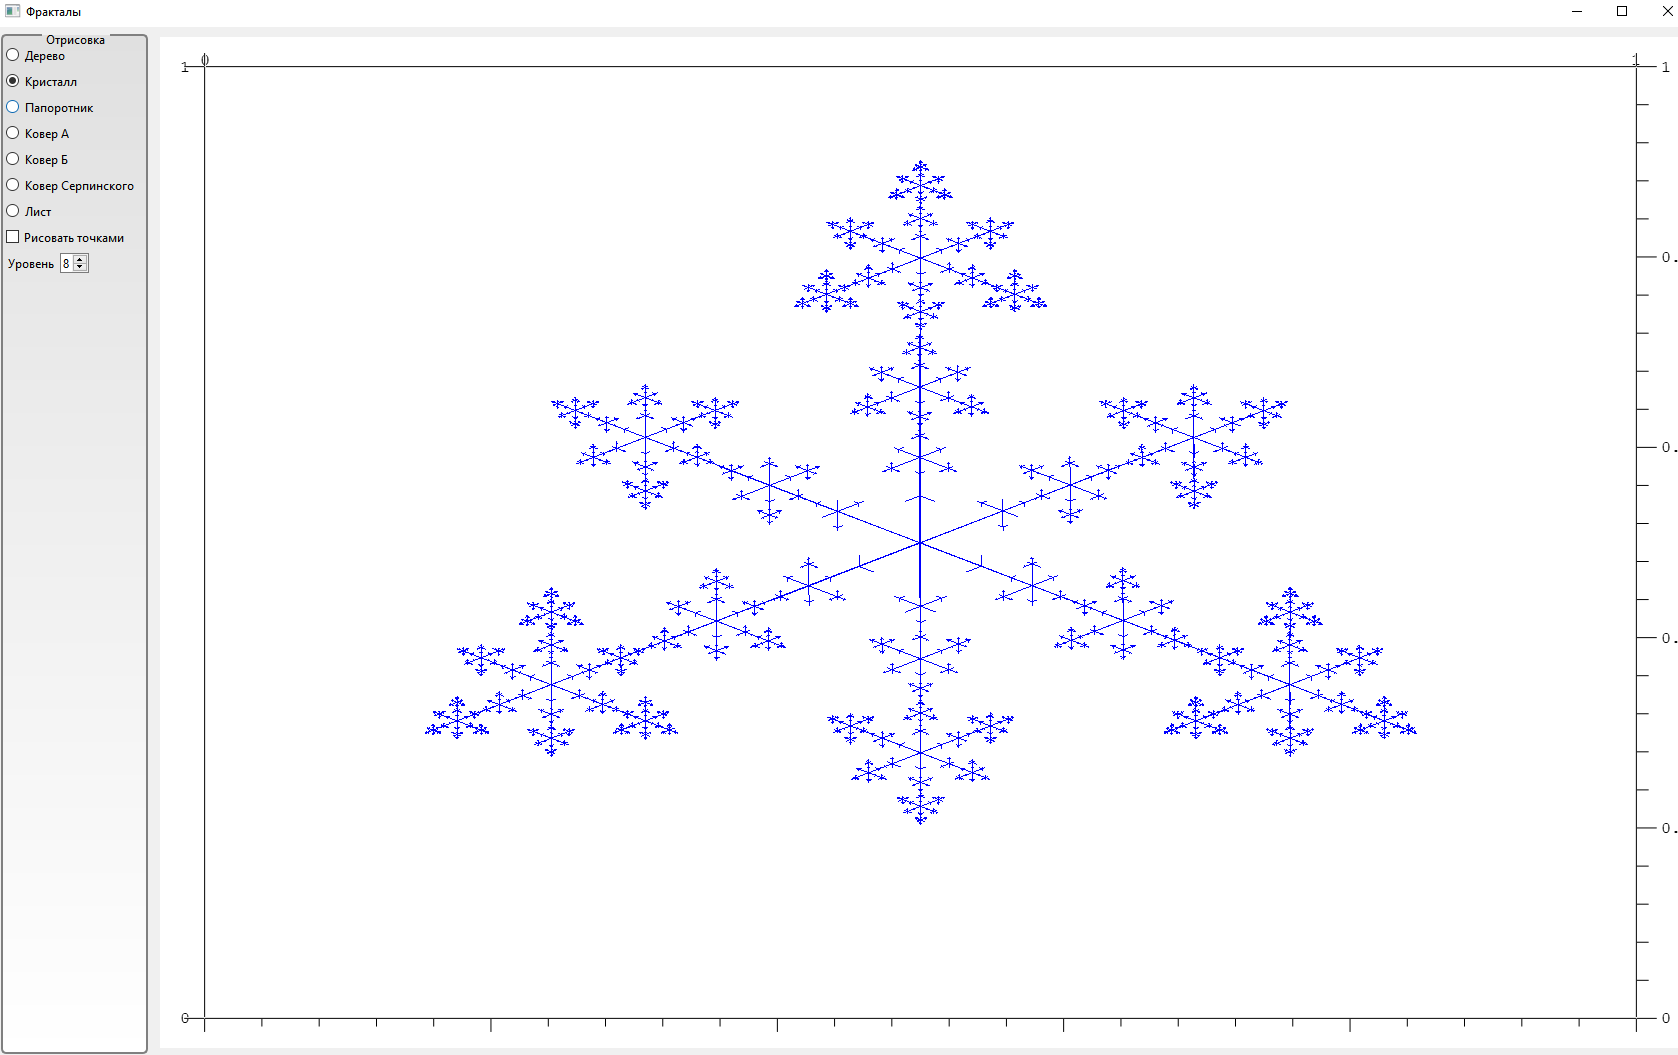 Фракталы
Отрисовка
Дерево
Кристалл
Папоротник
Ковер А
Ковер Б
Ковер Серпинского
Лист
Рисовать точками
Уровень 8
0 1
1 1
0.
0.
0.
0.
0 0